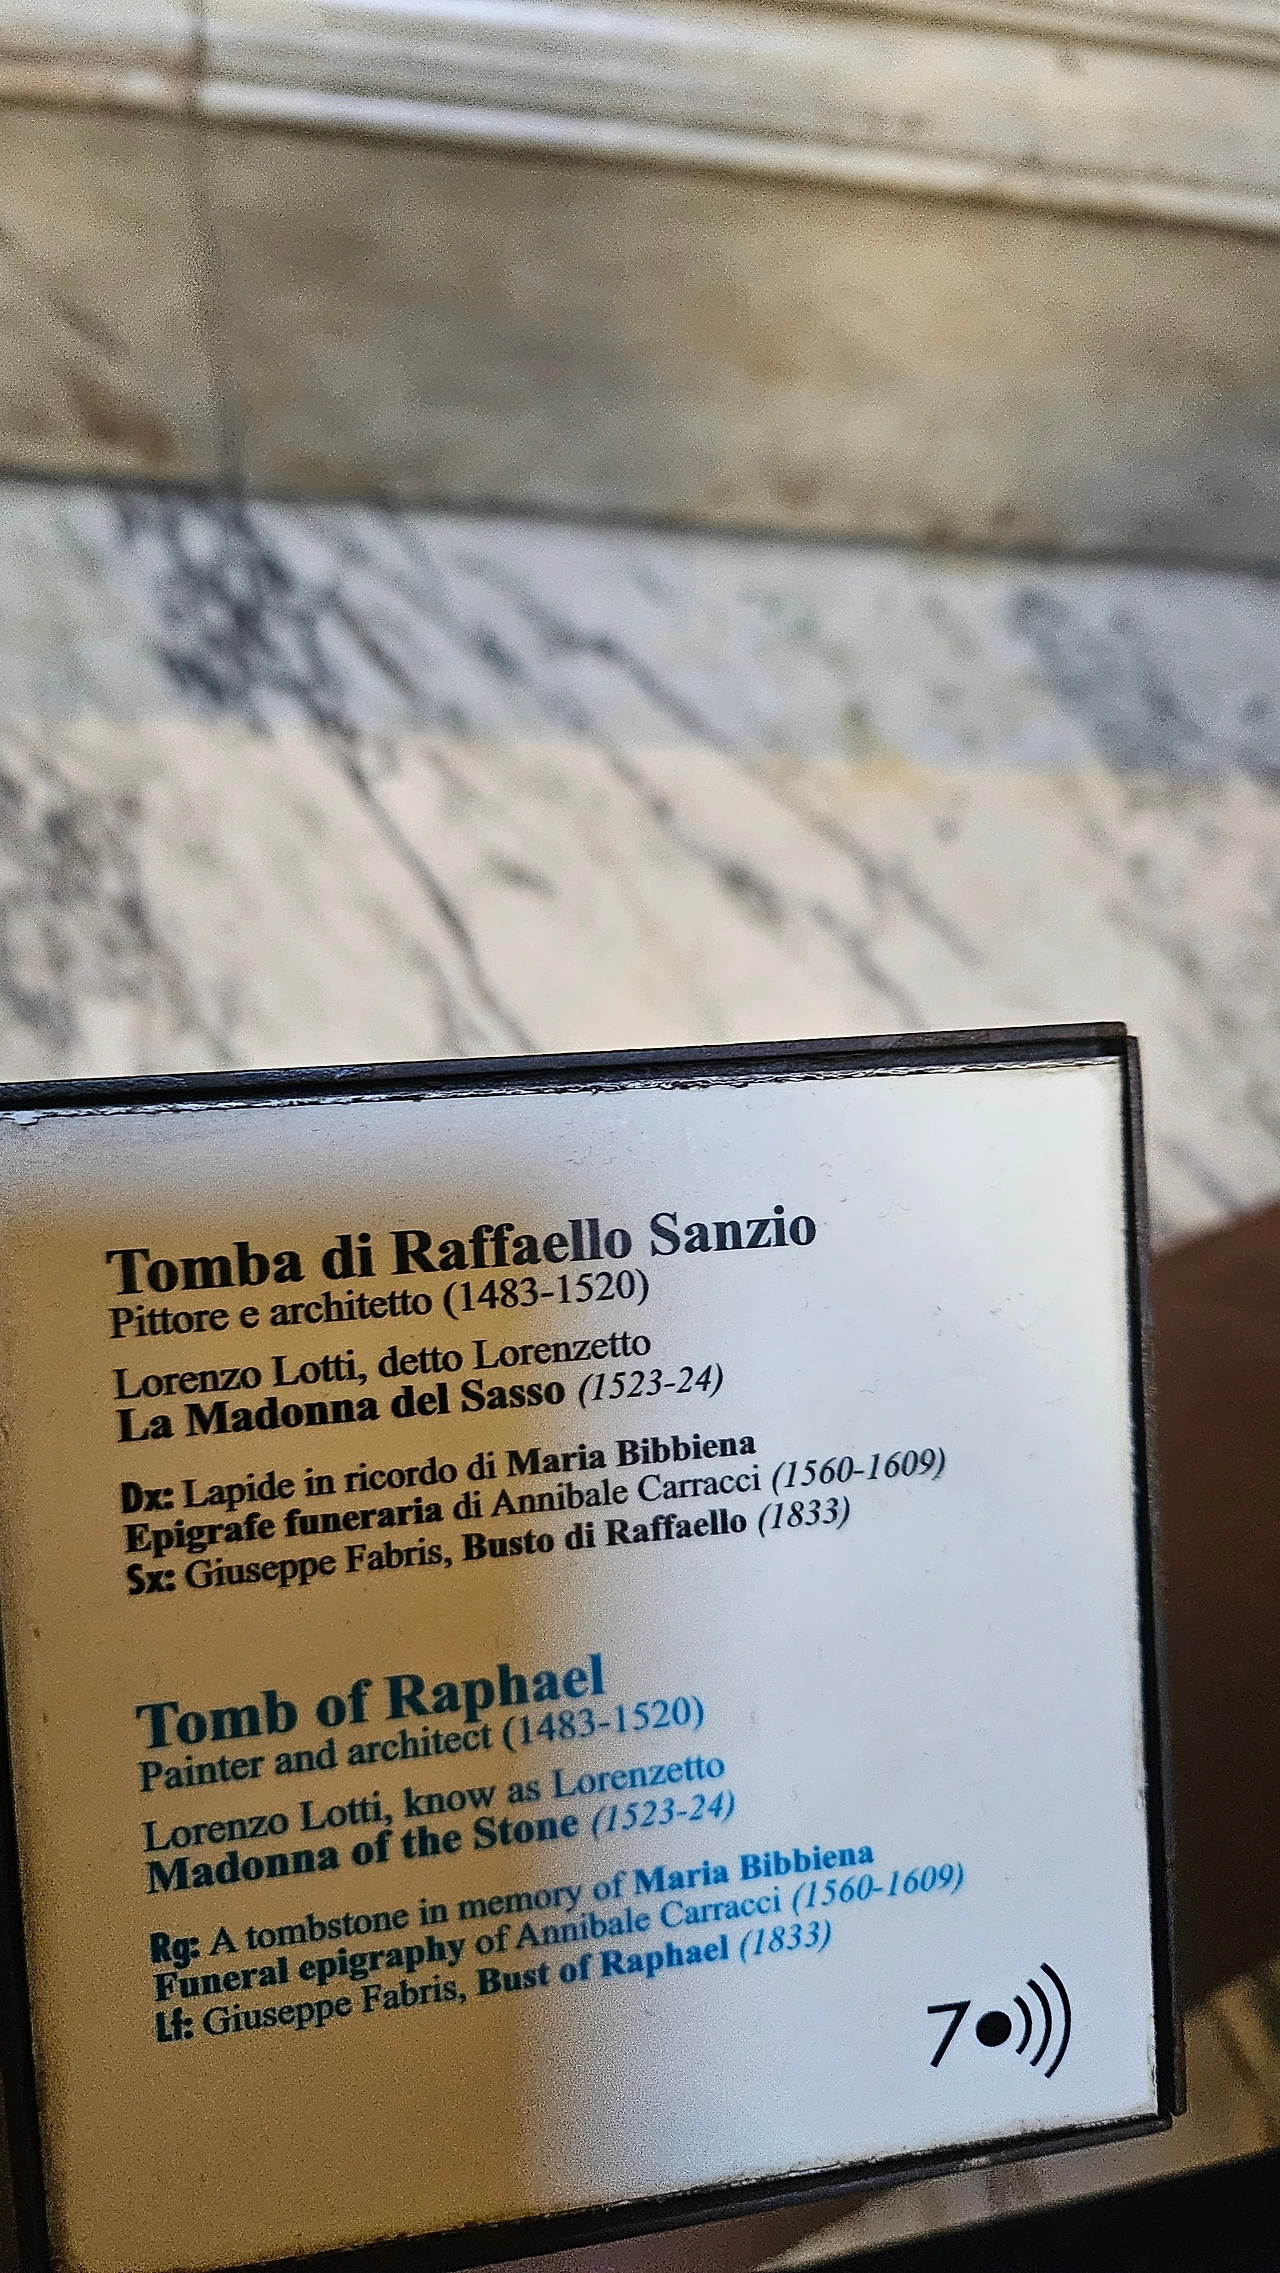 Tomba di Raffaello Sanzio
Pittore e architetto (1483-1520)
Lorenzo Lotti, detto Lorenzetto
La Madonna del Sasso (1523-24)
Dx: Lapide in ricordo di Maria Bibbiena
Epigrafe funeraria di Annibale Carracci (1560-1609)
Sx: Giuseppe Fabris, Busto di Raffaello (1833)
Tomb of Raphael
Painter and architect (1483-1520)
Lorenzo Lotti, know as Lorenzetto
Madonna of the Stone (1523-24)
Rg: A tombstone in memory of Maria Bibbiena
Funeral epigraphy of Annibale Carracci (1560-1609)
Lf: Giuseppe Fabris, Bust of Raphael (1833)
7